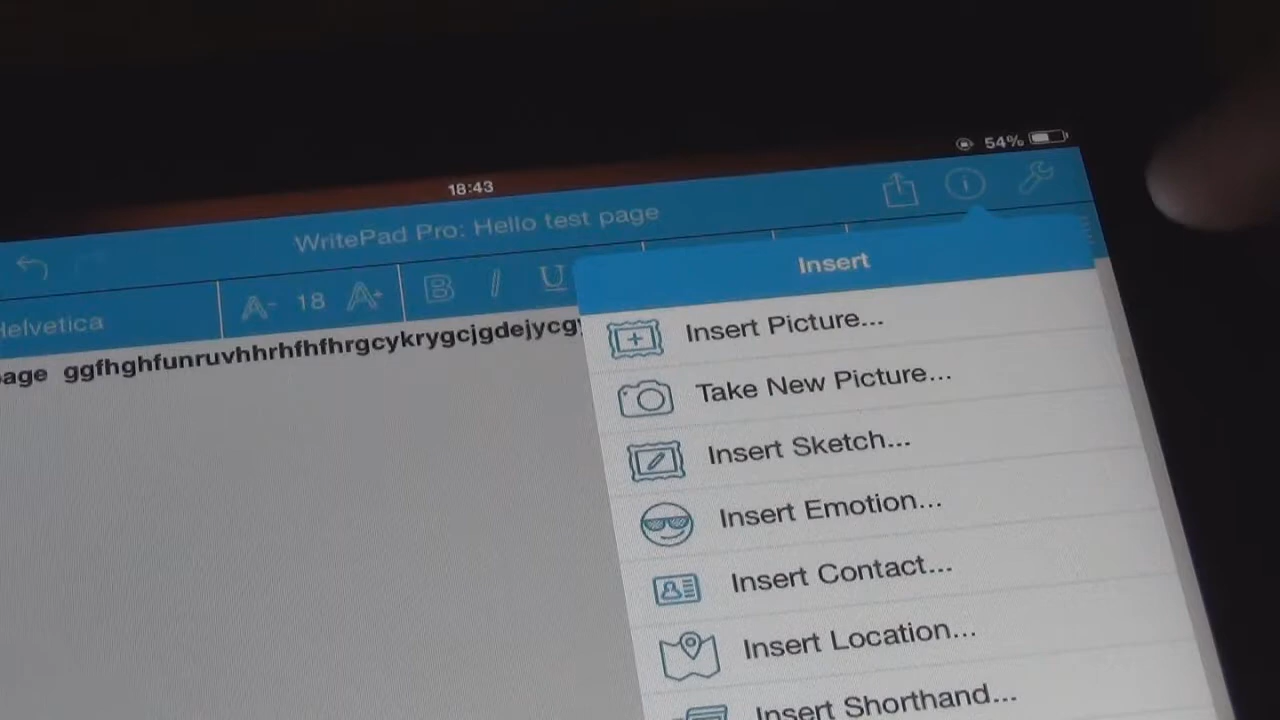 54%
18:43
WritePad Pro: Hello test page
Helvetica
A- 18 A+
B I U
age ggfhghfunruvhhrhfhfhrgcykrygcjgdejycg
Insert
Insert Picture...
Take New Picture...
Insert Sketch...
Insert Emotion...
Insert Contact...
Insert Location...
Insert Shorthand...